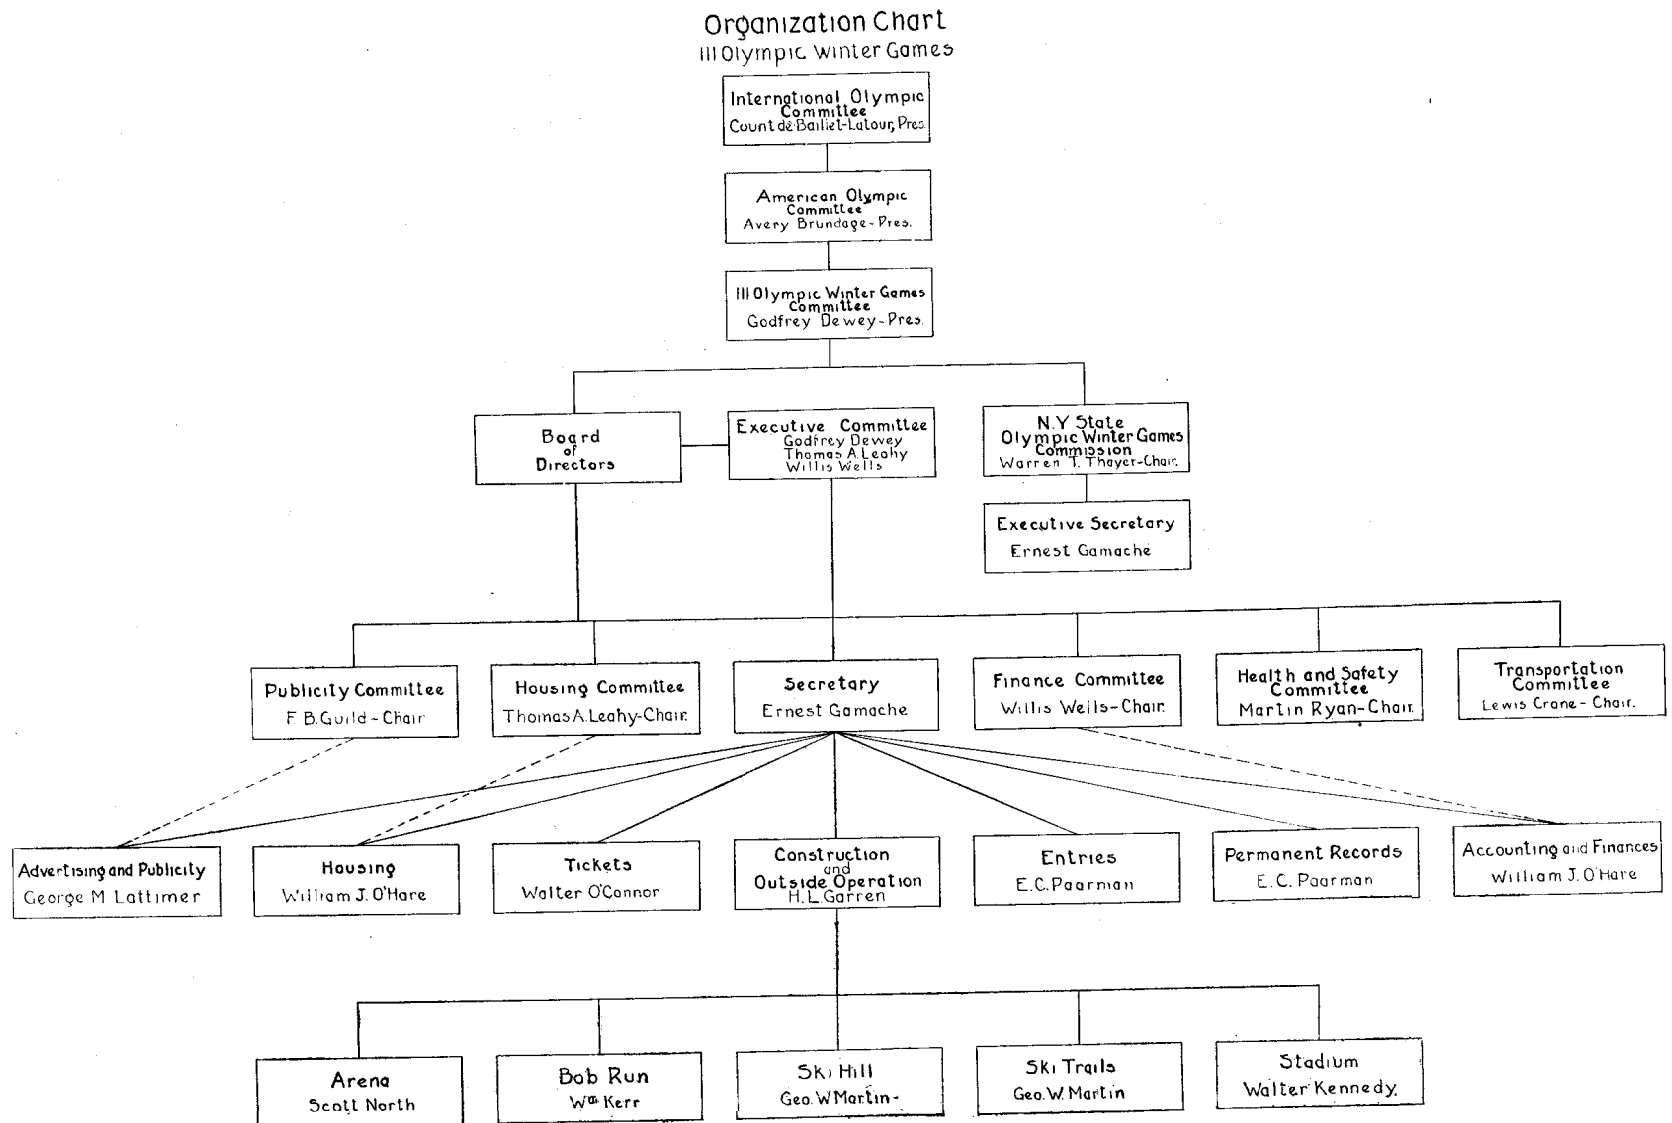 Organization Chart
III Olympic Winter Games
International Olympic
Committee
Count de Baillet-Latour, Pres.
American Olympic
Committee
Avery Brundage-Pres.
III Olympic Winter Games
Committee
Godfrey Dewey-Pres.
Board
of
Directors
Executive Committee
Godfrey Dewey
Thomas A. Leahy
Willis Wells
N.Y State
Olympic Winter Games
Commission
Warren T. Thayer-Chair.
Executive Secretary
Ernest Gamache
Publicity Committee
F. B. Guild-Chair
Housing Committee
Thomas A. Leahy-Chair.
Secretary
Ernest Gamache
Finance Committee
Willis Wells-Chair.
Health and Safety
Committee
Martin Ryan-Chair.
Transportation
Committee
Lewis Crane-Chair.
Advertising and Publicity
George M Lattimer
Housing
William J. O'Hare
Tickets
Walter O'Connor
Construction
and
Outside Operation
H. L. Garren
Entries
E. C. Paarman
Permanent Records
E. C. Paarman
Accounting and Finances
William J. O'Hare
Arena
Scott North
Bob Run
Wm Kerr
Ski Hill
Geo. W Martin-
Ski Trails
Geo. W. Martin
Stadium
Walter Kennedy.